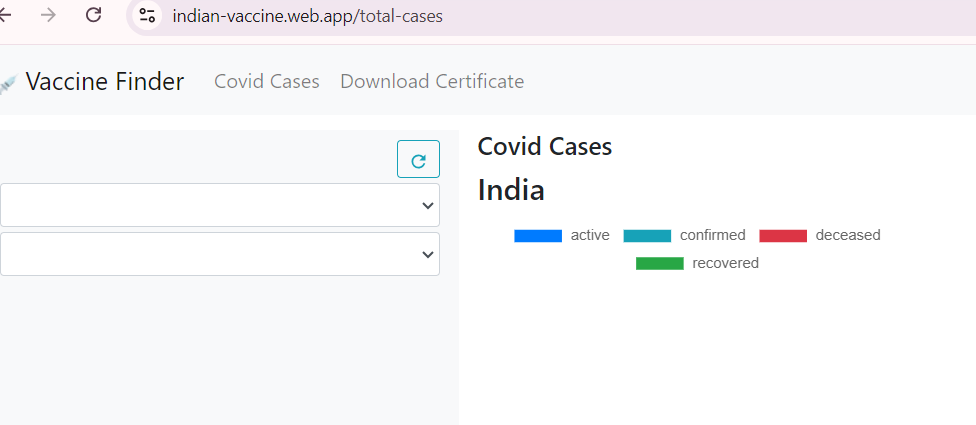 indian-vaccine.web.app/total-cases
Vaccine Finder Covid Cases Download Certificate
Covid Cases
India
active confirmed deceased
recovered